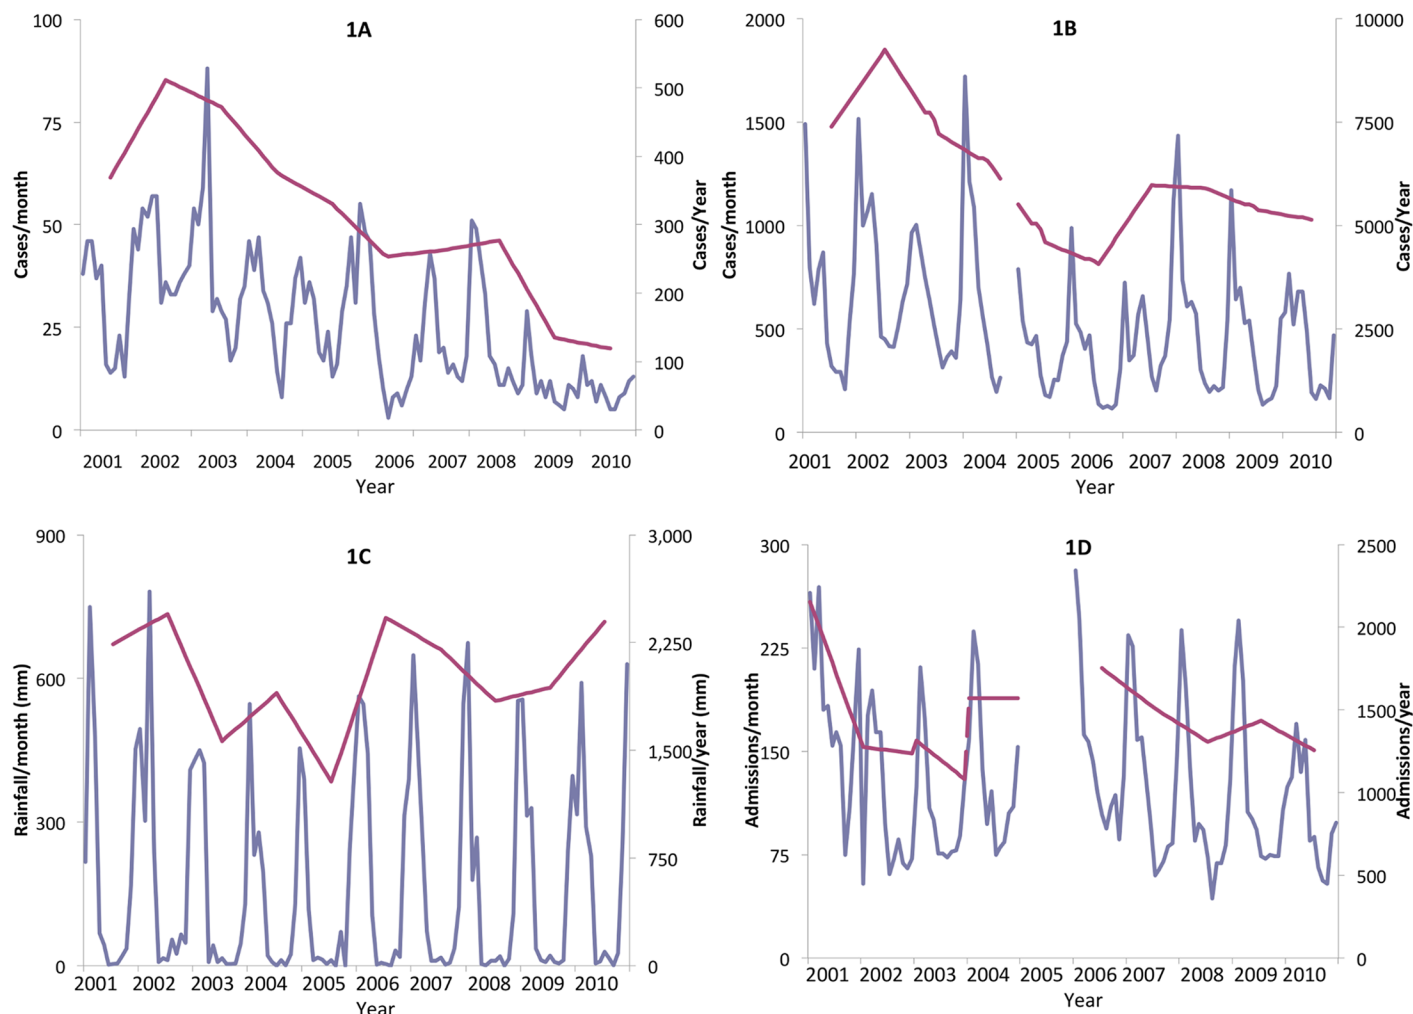 1A
100
75
50
25
0
Cases/month
600
500
400
300
200
100
0
Cases/Year
2001 2002 2003 2004 2005 2006 2007 2008 2009 2010
Year
1B
2000
1500
1000
500
0
Cases/month
10000
7500
5000
2500
0
Cases/Year
2001 2002 2003 2004 2005 2006 2007 2008 2009 2010
Year
1C
900
600
300
0
Rainfall/month (mm)
3,000
2,250
1,500
750
0
Rainfall/year (mm)
2001 2002 2003 2004 2005 2006 2007 2008 2009 2010
Year
1D
300
225
150
75
0
Admissions/month
2500
2000
1500
1000
500
0
Admissions/year
2001 2002 2003 2004 2005 2006 2007 2008 2009 2010
Year